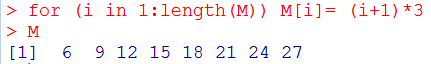 > for (i in 1:length(M)) M[i]= (i+1)*3
> M
[1]  6  9 12 15 18 21 24 27